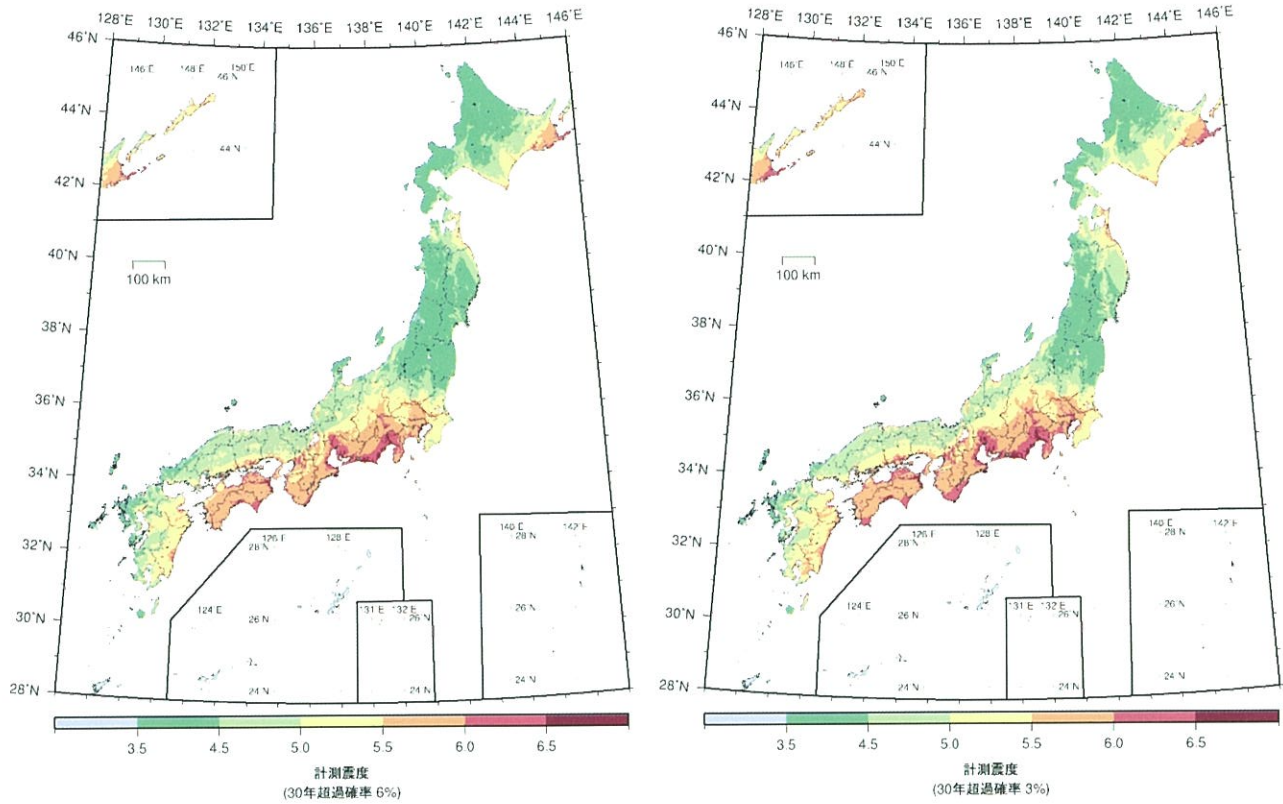 128°E 130°E 132°E 134°E 136°E 138°E 140°E 142°E 144°E 146°E
46°N
44°N
42°N
40°N
38°N
36°N
34°N
32°N
30°N
28°N
146 E 148 E 150°E
46 N
44 N
100 km
126 E 128 E
28°N
124 E
26°N
24°N
131 E 132 E
26°N
24°N
140 E 142 E
28°N
26°N
24°N
3.5 4.5 5.0 5.5 6.0 6.5
計測震度
(30年超過確率 6%)
128°E 130°E 132°E 134°E 136°E 138°E 140°E 142°E 144°E 146°E
46°N
44°N
42°N
40°N
38°N
36°N
34°N
32°N
30°N
28°N
146 E 148 E 150°E
46 N
44 N
100 km
126 E 128 E
28°N
124 E
26°N
24°N
131 E 132 E
26°N
24°N
140 E 142 E
28°N
26°N
24°N
3.5 4.5 5.0 5.5 6.0 6.5
計測震度
(30年超過確率 3%)